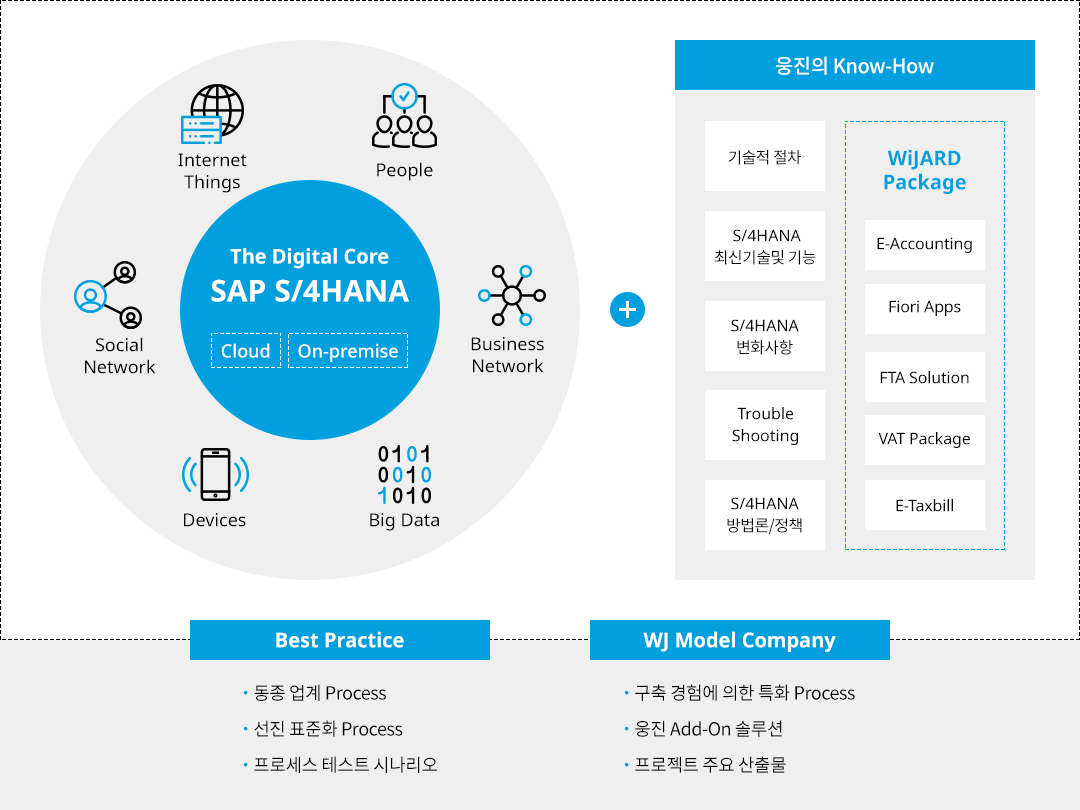 Internet
Things
People
The Digital Core
SAP S/4HANA
Cloud
On-premise
Social
Network
Business
Network
Devices
0101
0010
1010
Big Data
웅진의 Know-How
기술적 절차
S/4HANA
최신기술및 기능
S/4HANA
변화사항
Trouble
Shooting
S/4HANA
방법론/정책
WiJARD
Package
E-Accounting
Fiori Apps
FTA Solution
VAT Package
E-Taxbill
Best Practice
• 동종 업계 Process
• 선진 표준화 Process
• 프로세스 테스트 시나리오
WJ Model Company
• 구축 경험에 의한 특화 Process
• 웅진 Add-On 솔루션
• 프로젝트 주요 산출물